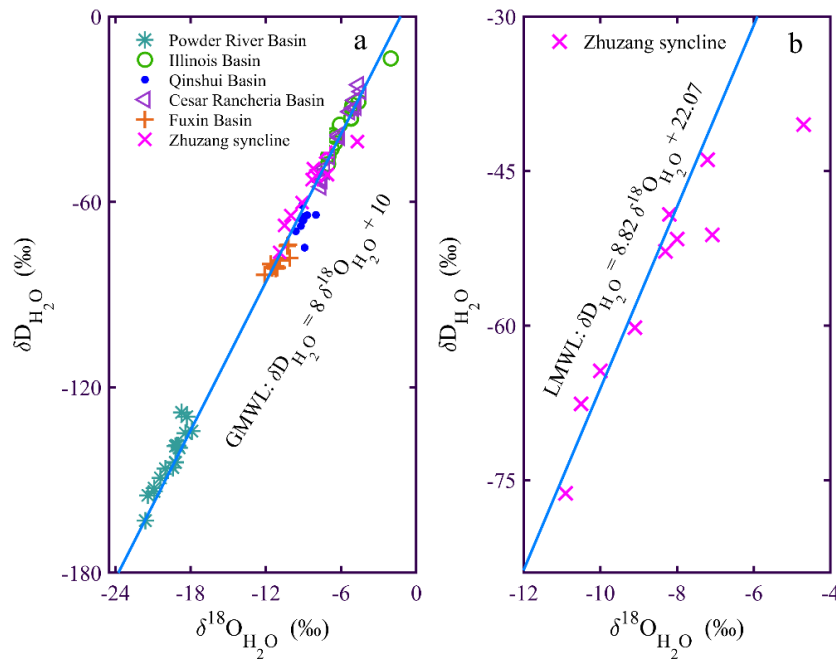 a
Powder River Basin
Illinois Basin
Qinshui Basin
Cesar Rancheria Basin
Fuxin Basin
Zhuzang syncline
GMWL: δD_H₂O = 8 δ¹⁸O_H₂O + 10
0
-60
-120
-180
δD_H₂O (‰)
-24 -18 -12 -6 0
δ¹⁸O_H₂O (‰)
b
Zhuzang syncline
LMWL: δD_H₂O = 8.82 δ¹⁸O_H₂O + 22.07
-30
-45
-60
-75
δD_H₂O (‰)
-12 -10 -8 -6 -4
δ¹⁸O_H₂O (‰)